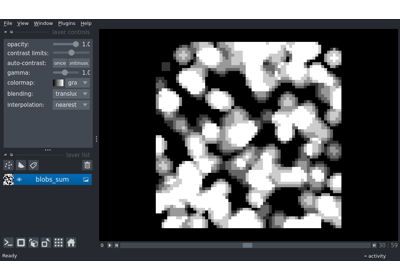 File View Window Plugins Help
layer controls
opacity: 1.0
contrast limits:
auto-contrast: once
gamma: 1.0
colormap: gra
blending: translu
interpolation: nearest
layer list
blobs_sum
0 30 59
Ready activity